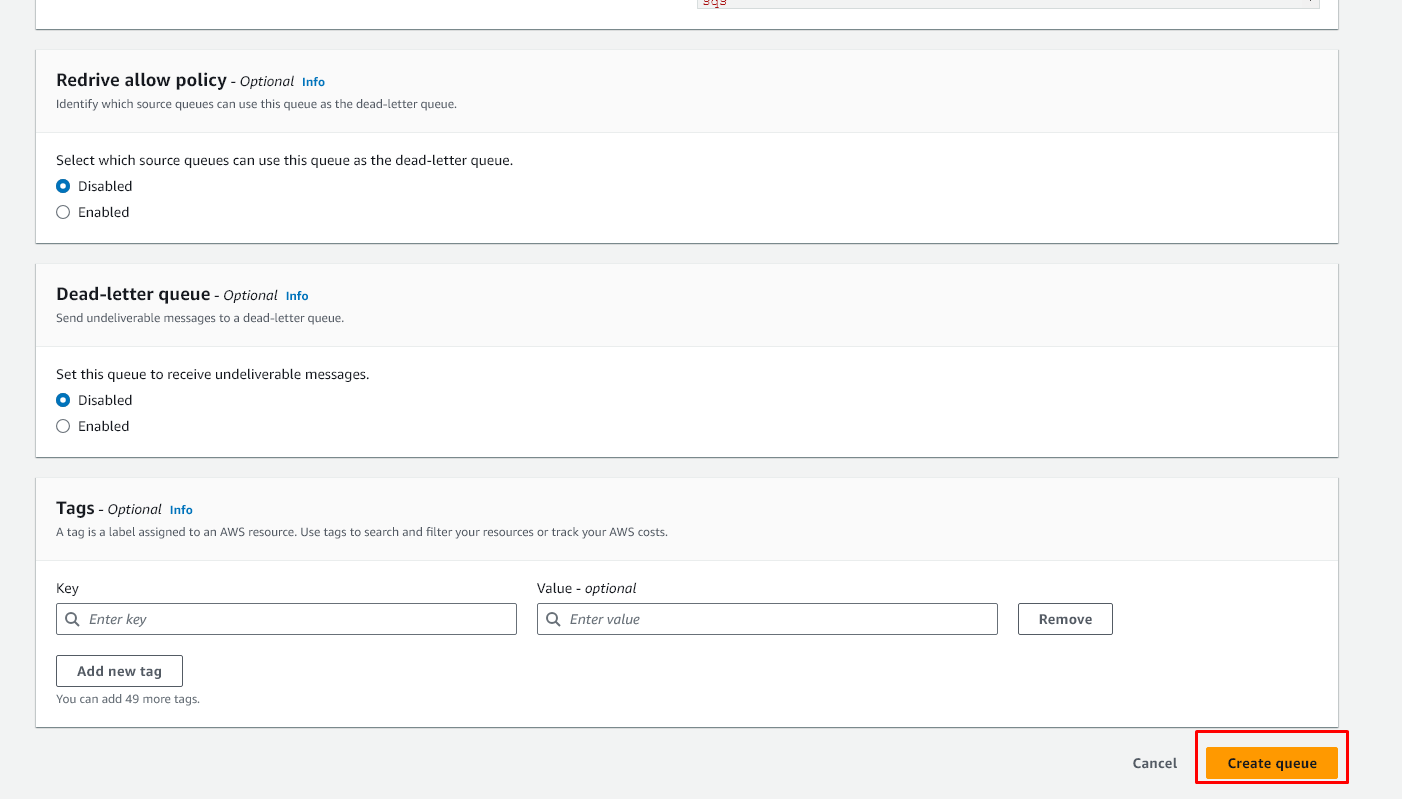 Redrive allow policy - Optional Info
Identify which source queues can use this queue as the dead-letter queue.
Select which source queues can use this queue as the dead-letter queue.
Disabled
Enabled
Dead-letter queue - Optional Info
Send undeliverable messages to a dead-letter queue.
Set this queue to receive undeliverable messages.
Disabled
Enabled
Tags - Optional Info
A tag is a label assigned to an AWS resource. Use tags to search and filter your resources or track your AWS costs.
Key Value - optional
Enter key Enter value Remove
Add new tag
You can add 49 more tags.
Cancel Create queue